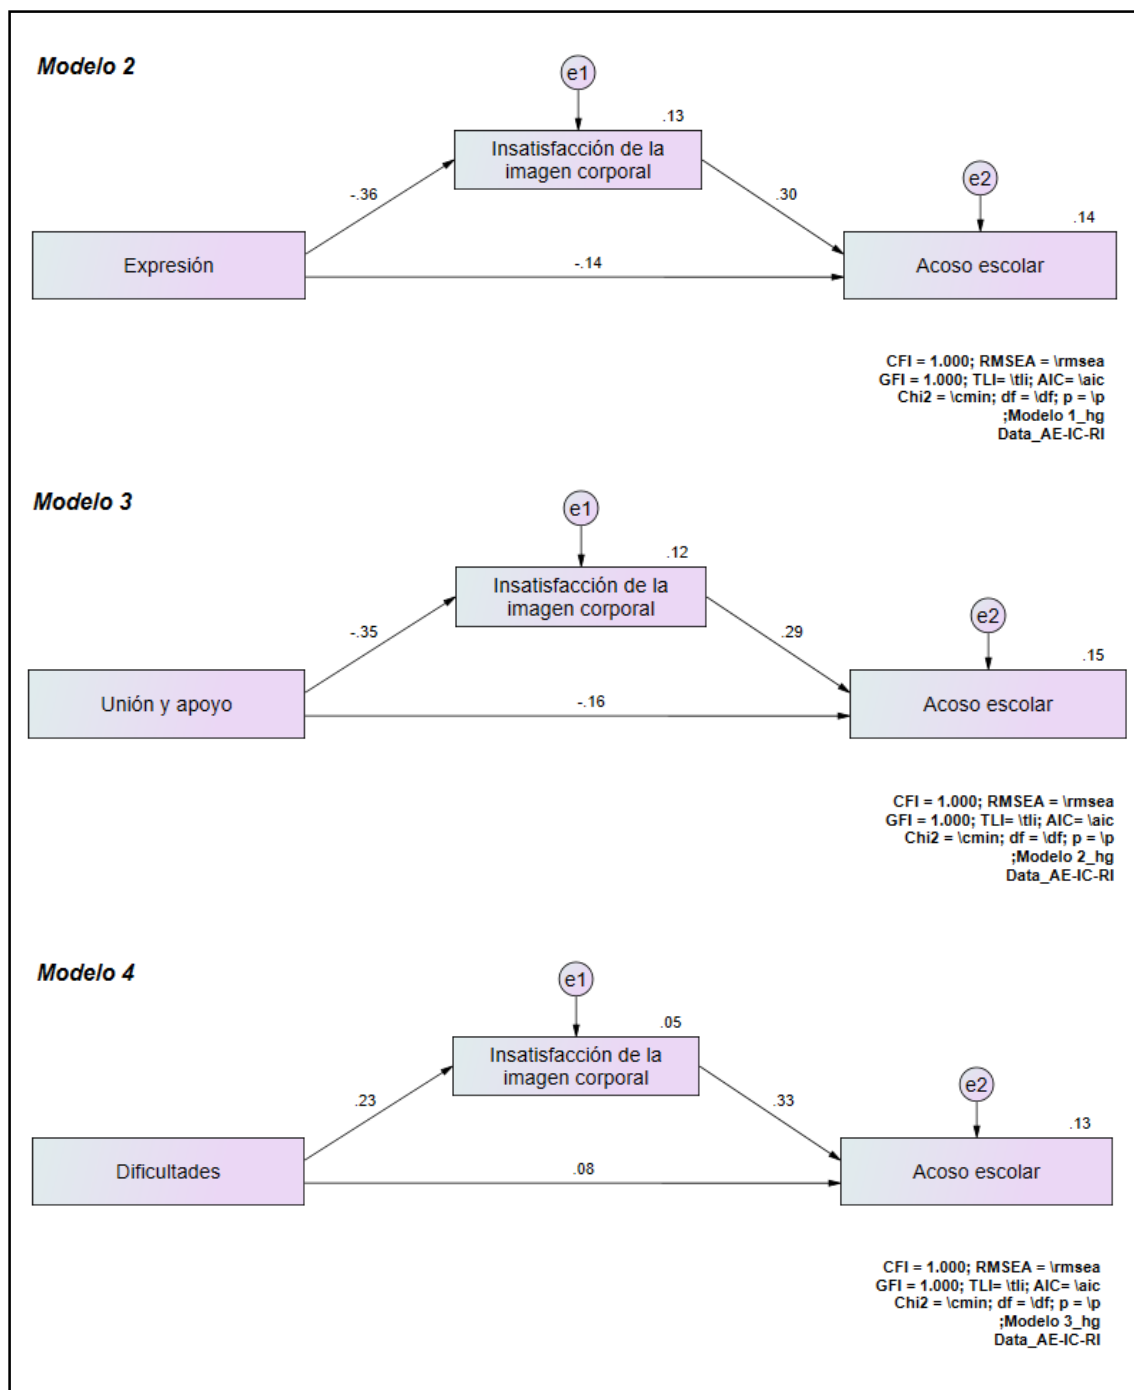 Modelo 2
e1
.13
Insatisfacción de la
imagen corporal
e2
-.36
.30
.14
Expresión
-.14
Acoso escolar
CFI = 1.000; RMSEA = \rmsea
GFI = 1.000; TLI= \tli; AIC= \aic
Chi2 = \cmin; df = \df; p = \p
;Modelo 1_hg
Data_AE-IC-RI
Modelo 3
e1
.12
Insatisfacción de la
imagen corporal
e2
-.35
.29
.15
Unión y apoyo
-.16
Acoso escolar
CFI = 1.000; RMSEA = \rmsea
GFI = 1.000; TLI= \tli; AIC= \aic
Chi2 = \cmin; df = \df; p = \p
;Modelo 2_hg
Data_AE-IC-RI
Modelo 4
e1
.05
Insatisfacción de la
imagen corporal
e2
.23
.33
.13
Dificultades
.08
Acoso escolar
CFI = 1.000; RMSEA = \rmsea
GFI = 1.000; TLI= \tli; AIC= \aic
Chi2 = \cmin; df = \df; p = \p
;Modelo 3_hg
Data_AE-IC-RI